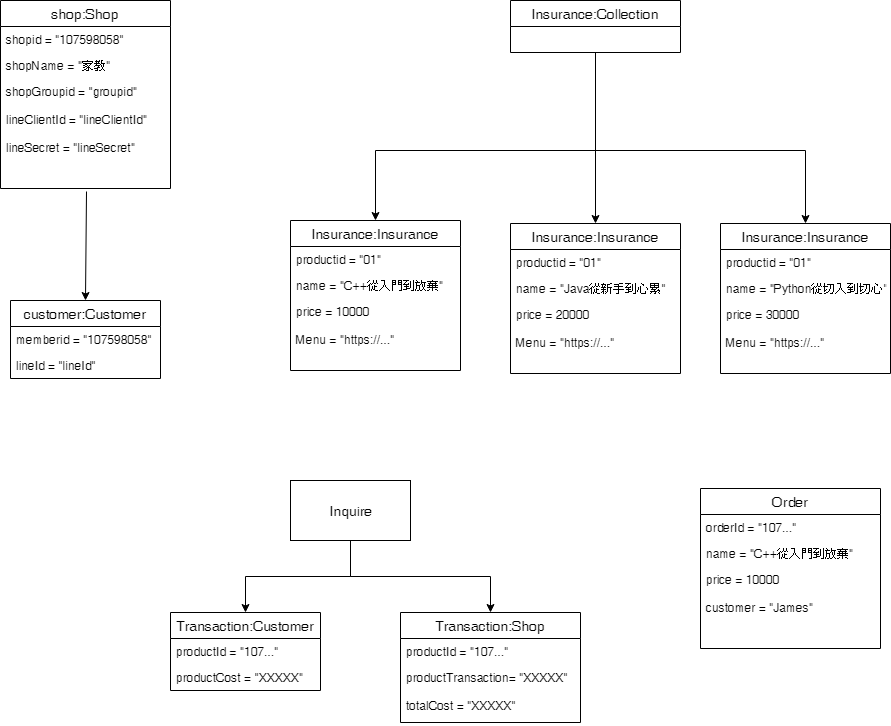 shop:Shop
shopid = "107598058"
shopName = "家教"
shopGroupid = "groupid"
lineClientId = "lineClientId"
lineSecret = "lineSecret"
customer:Customer
memberid = "107598058"
lineId = "lineId"
Insurance:Collection
Insurance:Insurance
productid = "01"
name = "C++從入門到放棄"
price = 10000
Menu = "https://..."
Insurance:Insurance
productid = "01"
name = "Java從新手到心累"
price = 20000
Menu = "https://..."
Insurance:Insurance
productid = "01"
name = "Python從切入到切心"
price = 30000
Menu = "https://..."
Inquire
Transaction:Customer
productId = "107..."
productCost = "XXXXX"
Transaction:Shop
productId = "107..."
productTransaction= "XXXXX"
totalCost = "XXXXX"
Order
orderId = "107..."
name = "C++從入門到放棄"
price = 10000
customer = "James"